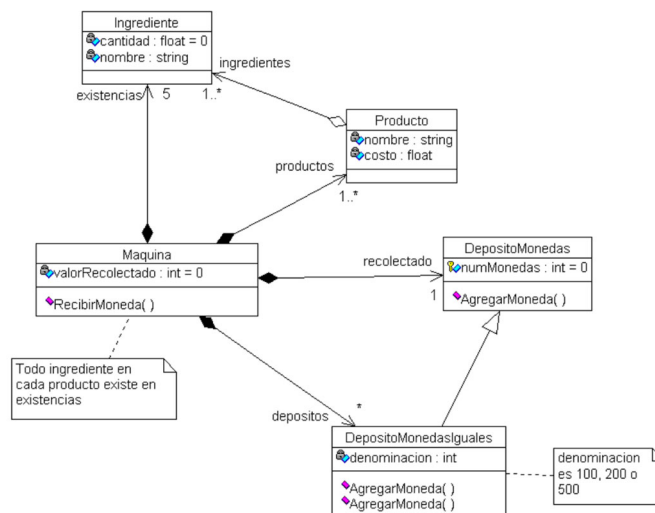 Ingrediente
cantidad : float = 0
nombre : string
existencias
5
1..*
ingredientes
Producto
nombre : string
costo : float
productos
1..*
Maquina
valorRecolectado : int = 0
RecibirMoneda( )
recolectado
1
DepositoMonedas
numMonedas : int = 0
AgregarMoneda( )
Todo ingrediente en
cada producto existe en
existencias
depositos
*
DepositoMonedasIguales
denominacion : int
AgregarMoneda( )
AgregarMoneda( )
denominacion
es 100, 200 o
500